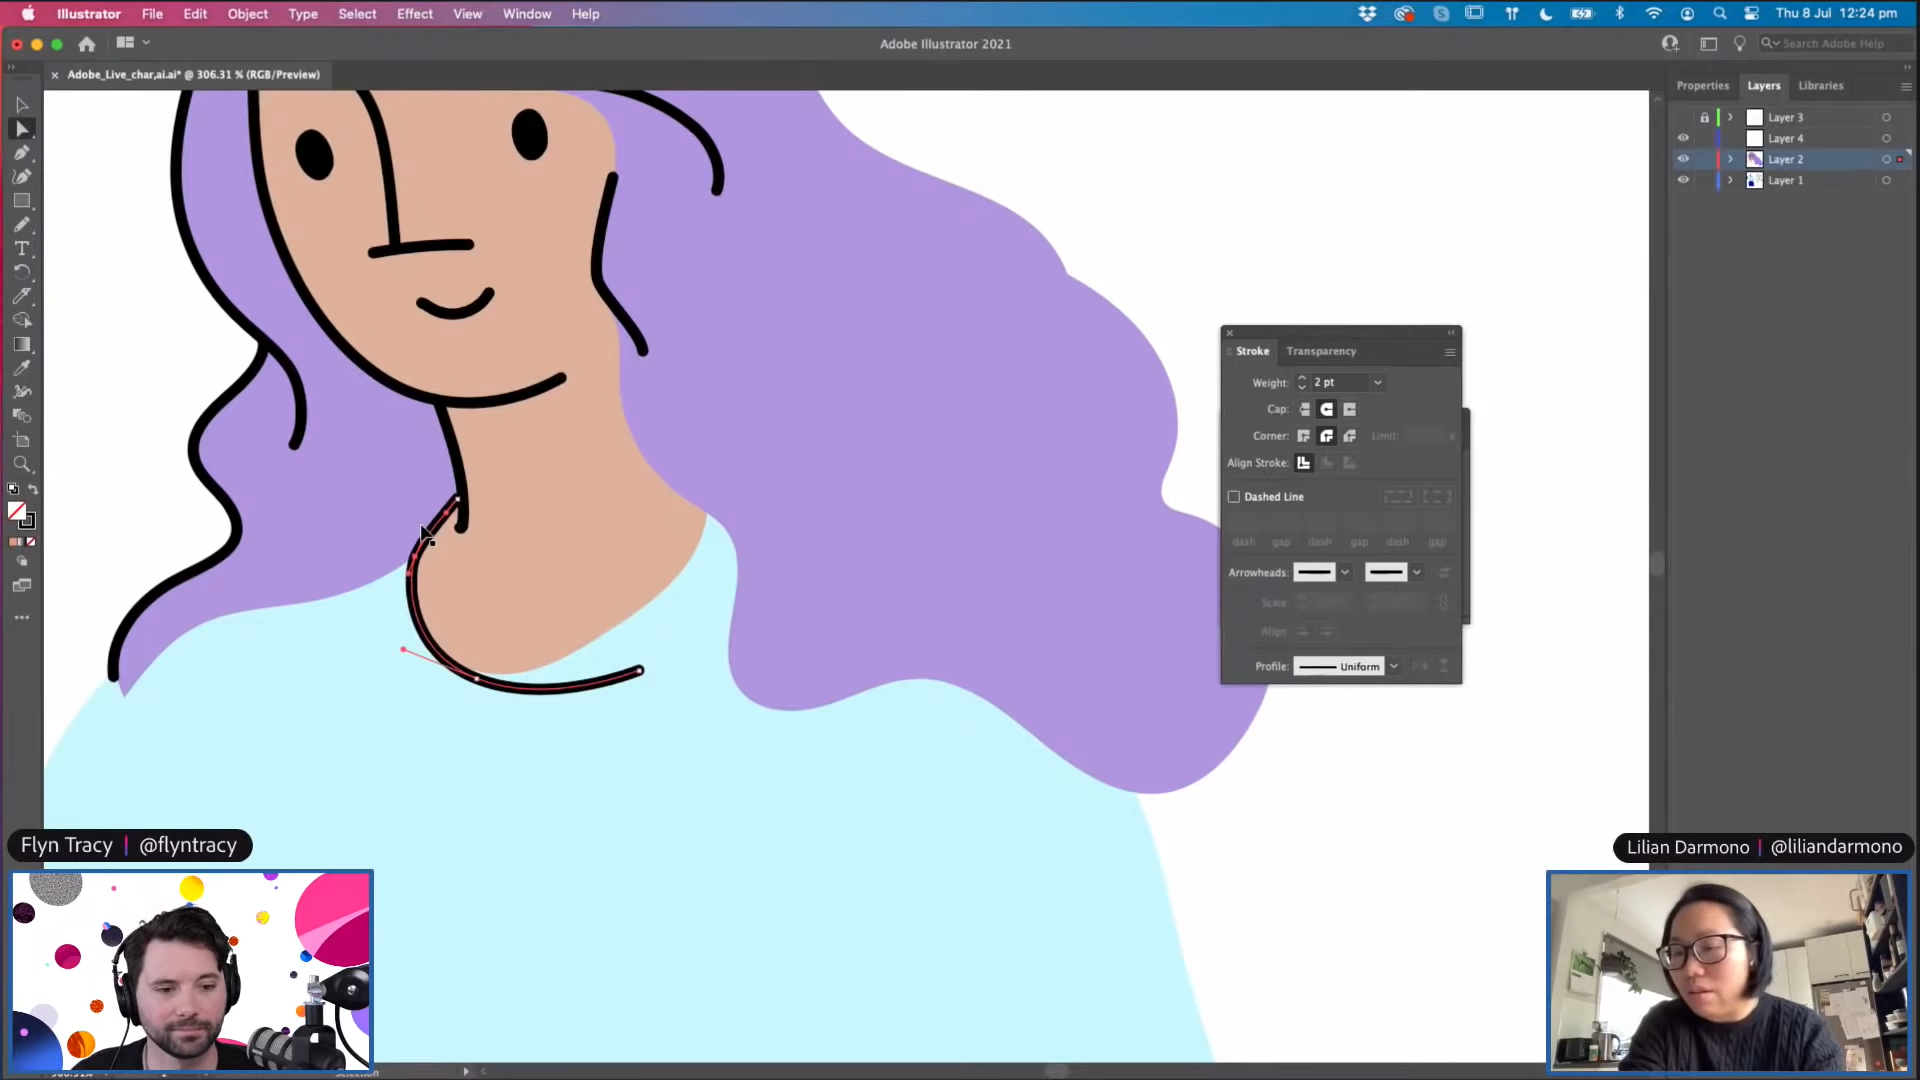 Illustrator File Edit Object Type Select Effect View Window Help
Thu 8 Jul 12:24 pm
Adobe Illustrator 2021
Search Adobe Help
Adobe_Live_char,ai.ai* @ 306.31 % (RGB/Preview)
Properties Layers Libraries
Layer 3
Layer 4
Layer 2
Layer 1
Stroke Transparency
Weight: 2 pt
Cap:
Corner: Limit: x
Align Stroke:
Dashed Line
dash gap dash gap dash gap
Arrowheads:
Scale:
Align:
Profile: Uniform
Flyn Tracy | @flyntracy
Lilian Darmono | @liliandarmono